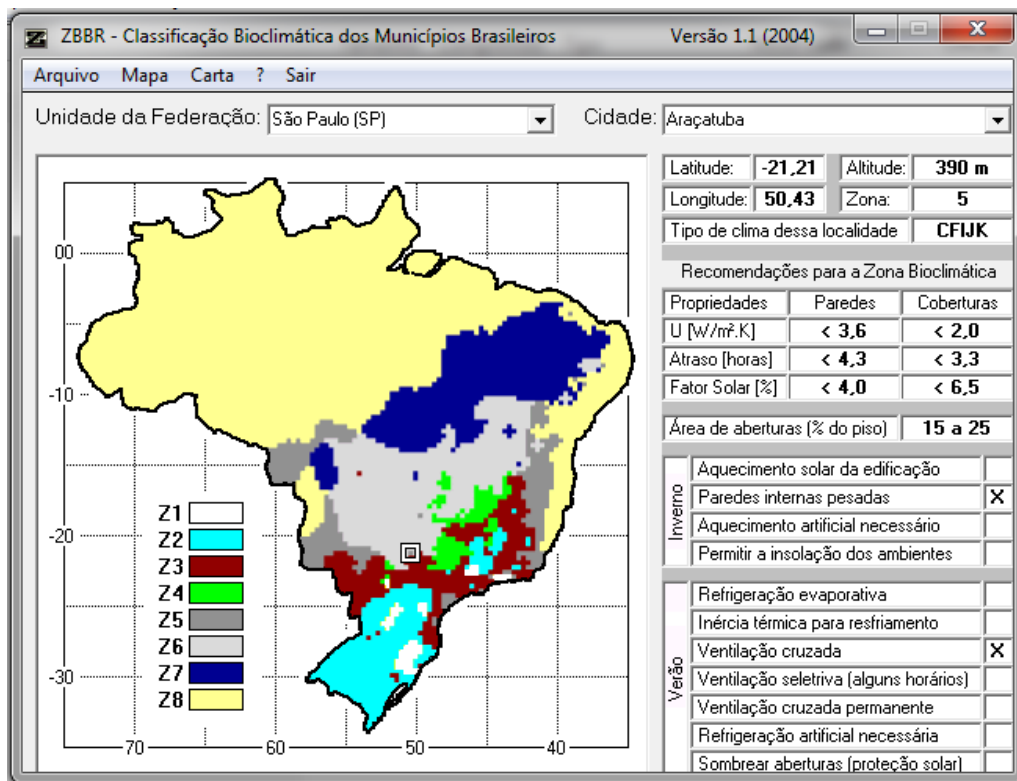 ZBBR - Classificação Bioclimática dos Municípios Brasileiros Versão 1.1 (2004)
Arquivo Mapa Carta ? Sair
Unidade da Federação: São Paulo (SP) Cidade: Araçatuba
Latitude: -21,21 Altitude: 390 m
Longitude: 50,43 Zona: 5
Tipo de clima dessa localidade CFIJK
Recomendações para a Zona Bioclimática
Propriedades Paredes Coberturas
U [W/m².K] < 3,6 < 2,0
Atraso [horas] < 4,3 < 3,3
Fator Solar [%] < 4,0 < 6,5
Área de aberturas (% do piso) 15 a 25
Inverno
Aquecimento solar da edificação
Paredes internas pesadas X
Aquecimento artificial necessário
Permitir a insolação dos ambientes
Verão
Refrigeração evaporativa
Inércia térmica para resfriamento
Ventilação cruzada X
Ventilação seletriva (alguns horários)
Ventilação cruzada permanente
Refrigeração artificial necessária
Sombrear aberturas (proteção solar)
00
-10
-20
-30
70 60 50 40
Z1
Z2
Z3
Z4
Z5
Z6
Z7
Z8